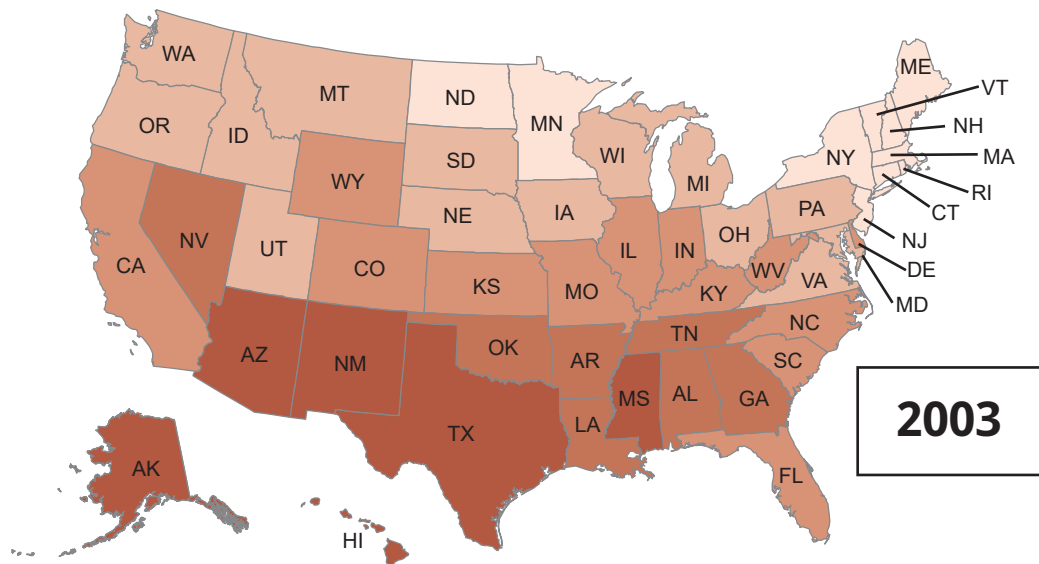 WA
MT
ND
MN
ME
VT
OR
ID
NH
SD
WI
NY
MA
WY
MI
RI
NE
IA
PA
CT
NV
UT
OH
NJ
CA
CO
IL
IN
DE
KS
MO
WV
VA
MD
KY
NC
AZ
NM
OK
AR
TN
SC
MS
AL
GA
TX
LA
2003
AK
FL
HI